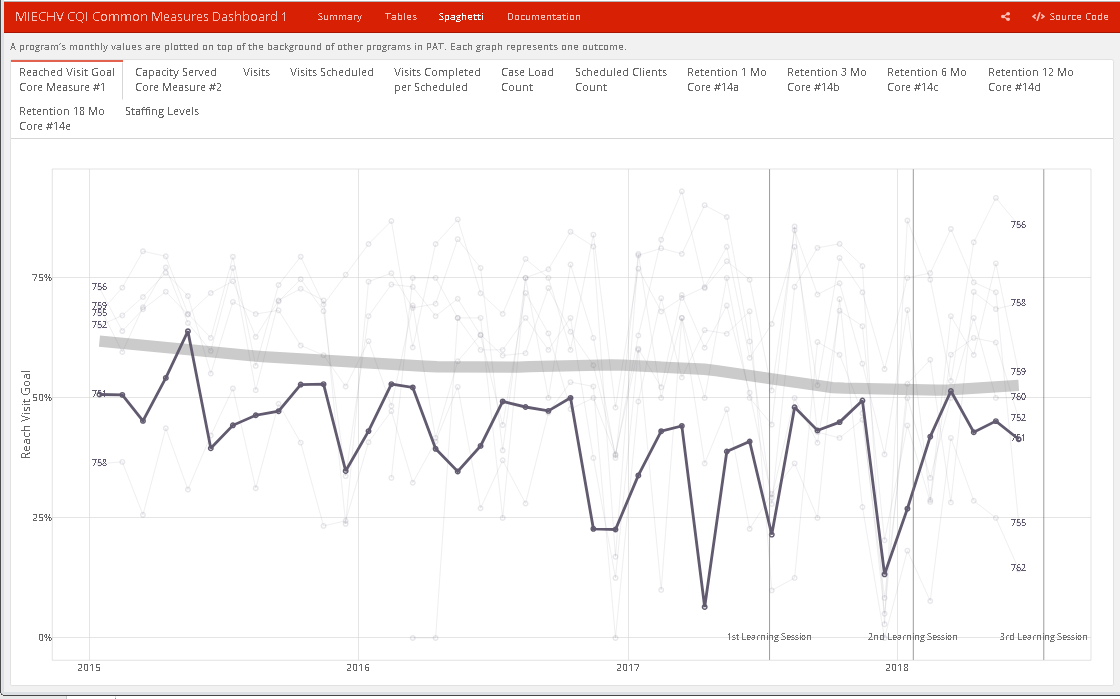 MIECHV CQI Common Measures Dashboard 1 Summary Tables Spaghetti Documentation Source Code
A program's monthly values are plotted on top of the background of other programs in PAT. Each graph represents one outcome.
Reached Visit Goal Capacity Served Visits Visits Scheduled Visits Completed Case Load Scheduled Clients Retention 1 Mo Retention 3 Mo Retention 6 Mo Retention 12 Mo
Core Measure #1 Core Measure #2 per Scheduled Count Count Core #14a Core #14b Core #14c Core #14d
Retention 18 Mo Staffing Levels
Core #14e
756
75%
756
759
755
758
752
759
50%
751
760
752
761
Reach Visit Goal
758
25%
755
762
0%
1st Learning Session 2nd Learning Session 3rd Learning Session
2015 2016 2017 2018